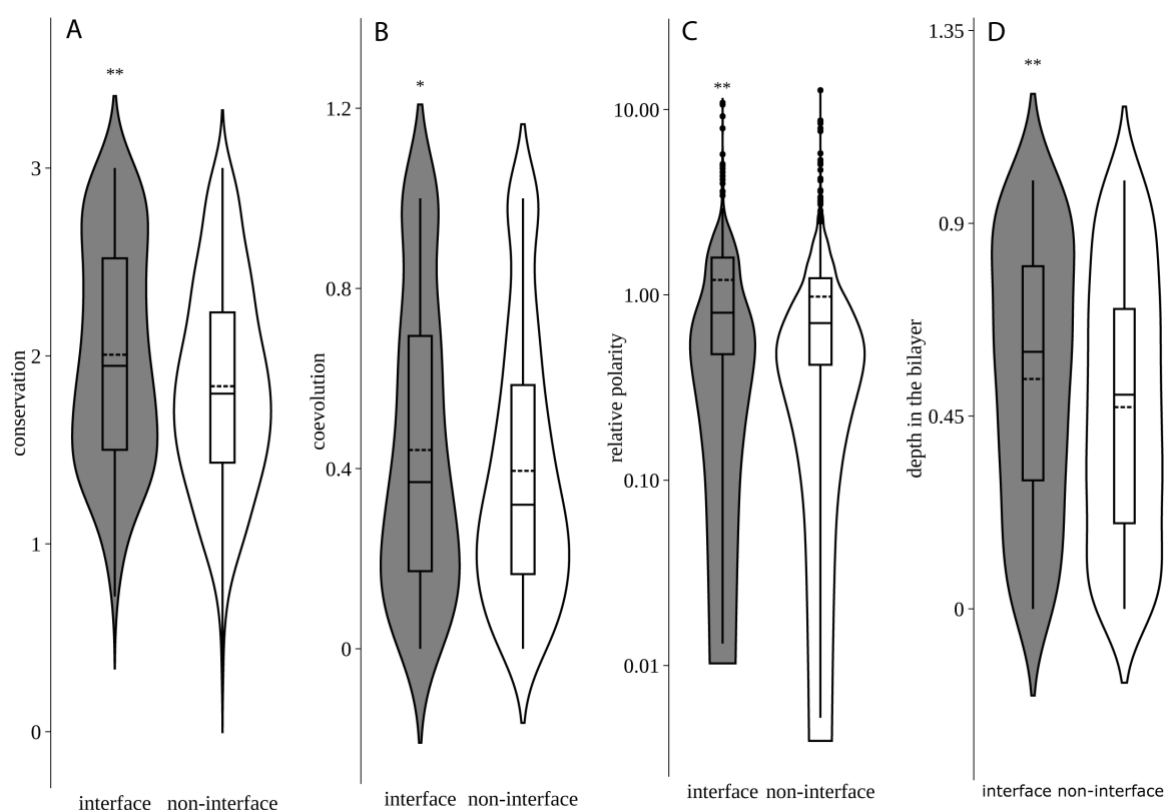 A
**
conservation
3
2
1
0
interface non-interface
B
*
coevolution
1.2
0.8
0.4
0
interface non-interface
C
**
relative polarity
10.00
1.00
0.10
0.01
interface non-interface
D
**
depth in the bilayer
1.35
0.9
0.45
0
interface non-interface